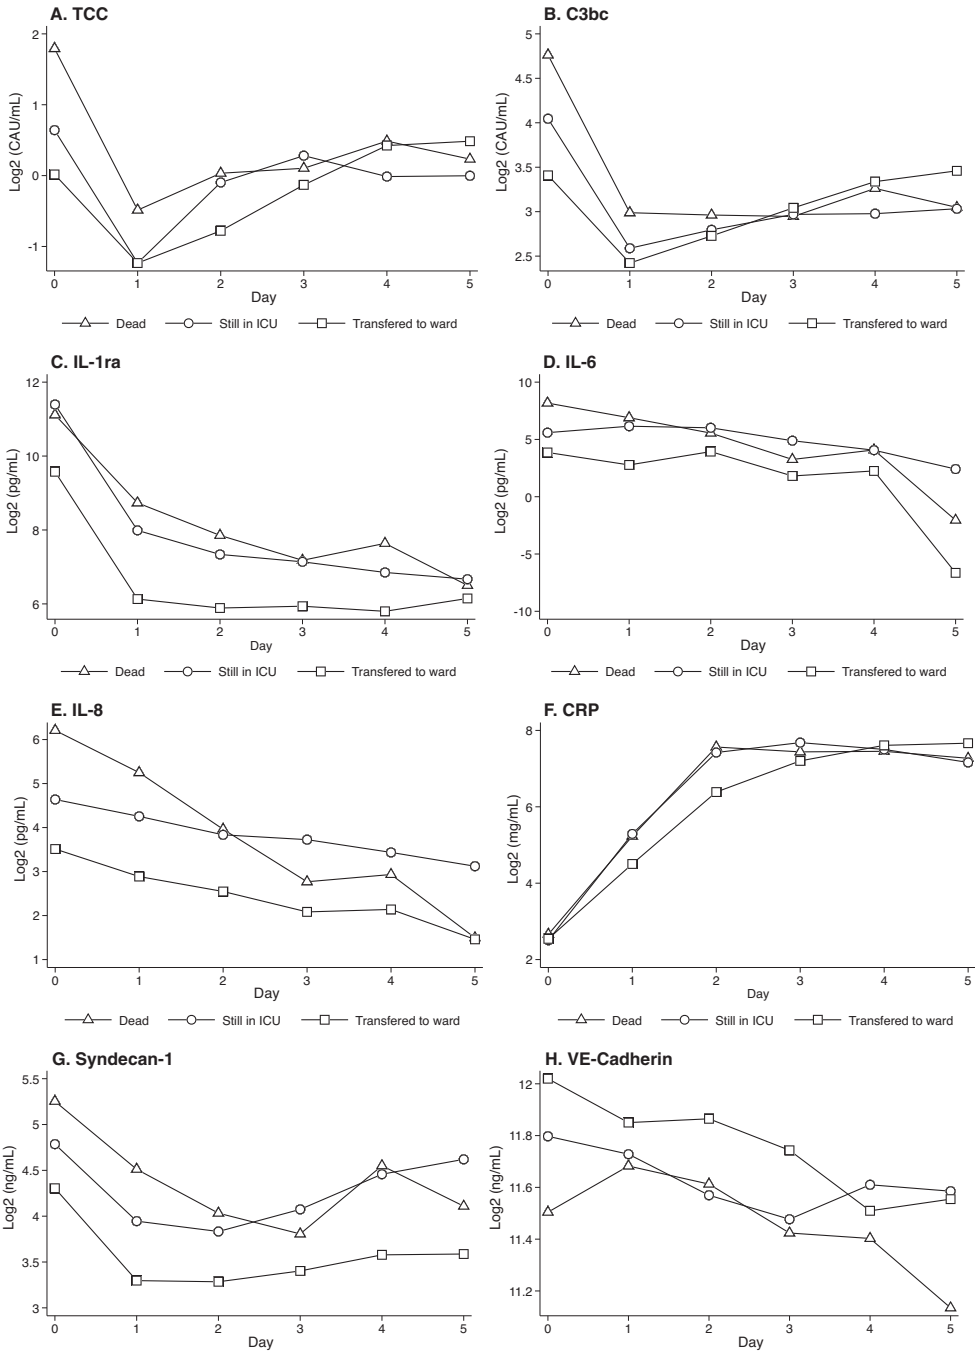 A. TCC
Log2 (CAU/mL)
2
1
0
-1
0 1 2 3 4 5
Day
Dead Still in ICU Transfered to ward
B. C3bc
Log2 (CAU/mL)
5
4.5
4
3.5
3
2.5
0 1 2 3 4 5
Day
Dead Still in ICU Transfered to ward
C. IL-1ra
Log2 (pg/mL)
12
10
8
6
0 1 2 3 4 5
Day
Dead Still in ICU Transfered to ward
D. IL-6
Log2 (pg/mL)
10
5
0
-5
-10
0 1 2 3 4 5
Day
Dead Still in ICU Transfered to ward
E. IL-8
Log2 (pg/mL)
6
5
4
3
2
1
0 1 2 3 4 5
Day
Dead Still in ICU Transfered to ward
F. CRP
Log2 (mg/mL)
8
6
4
2
0 1 2 3 4 5
Day
Dead Still in ICU Transfered to ward
G. Syndecan-1
Log2 (ng/mL)
5.5
5
4.5
4
3.5
3
0 1 2 3 4 5
Day
H. VE-Cadherin
Log2 (ng/mL)
12
11.8
11.6
11.4
11.2
0 1 2 3 4 5
Day